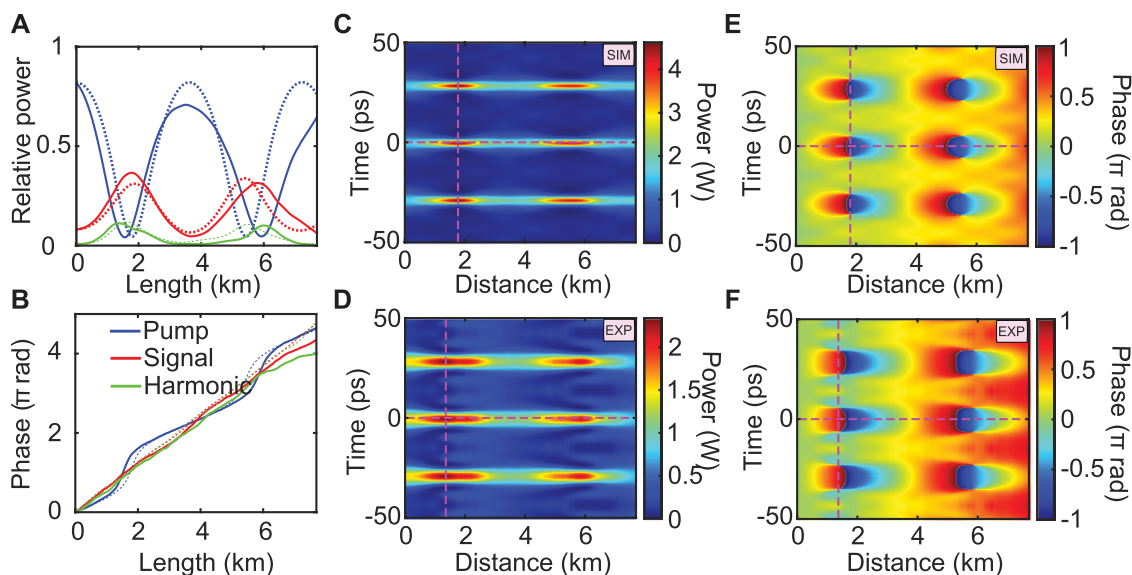 A
Relative power
1
0.5
0
0 2 4 6
Length (km)
B
Phase (π rad)
4
2
0
Pump
Signal
Harmonic
0 2 4 6
Length (km)
C
Time (ps)
50
0
-50
SIM
0 2 4 6
Distance (km)
4
3
2
1
0
Power (W)
D
Time (ps)
50
0
-50
EXP
0 2 4 6
Distance (km)
2
1.5
1
0.5
0
Power (W)
E
Time (ps)
50
0
-50
SIM
0 2 4 6
Distance (km)
1
0.5
0
-0.5
-1
Phase (π rad)
F
Time (ps)
50
0
-50
EXP
0 2 4 6
Distance (km)
1
0.5
0
-0.5
-1
Phase (π rad)